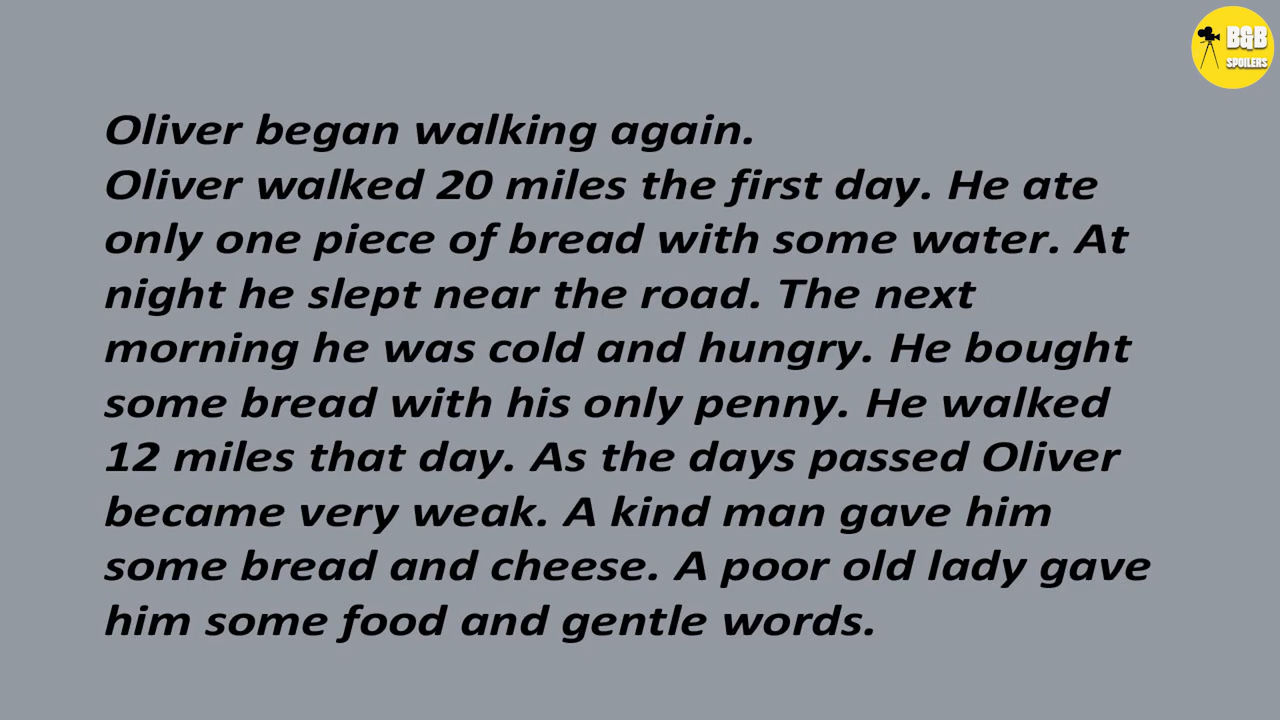 B&B
SPOILERS
Oliver began walking again.
Oliver walked 20 miles the first day. He ate
only one piece of bread with some water. At
night he slept near the road. The next
morning he was cold and hungry. He bought
some bread with his only penny. He walked
12 miles that day. As the days passed Oliver
became very weak. A kind man gave him
some bread and cheese. A poor old lady gave
him some food and gentle words.